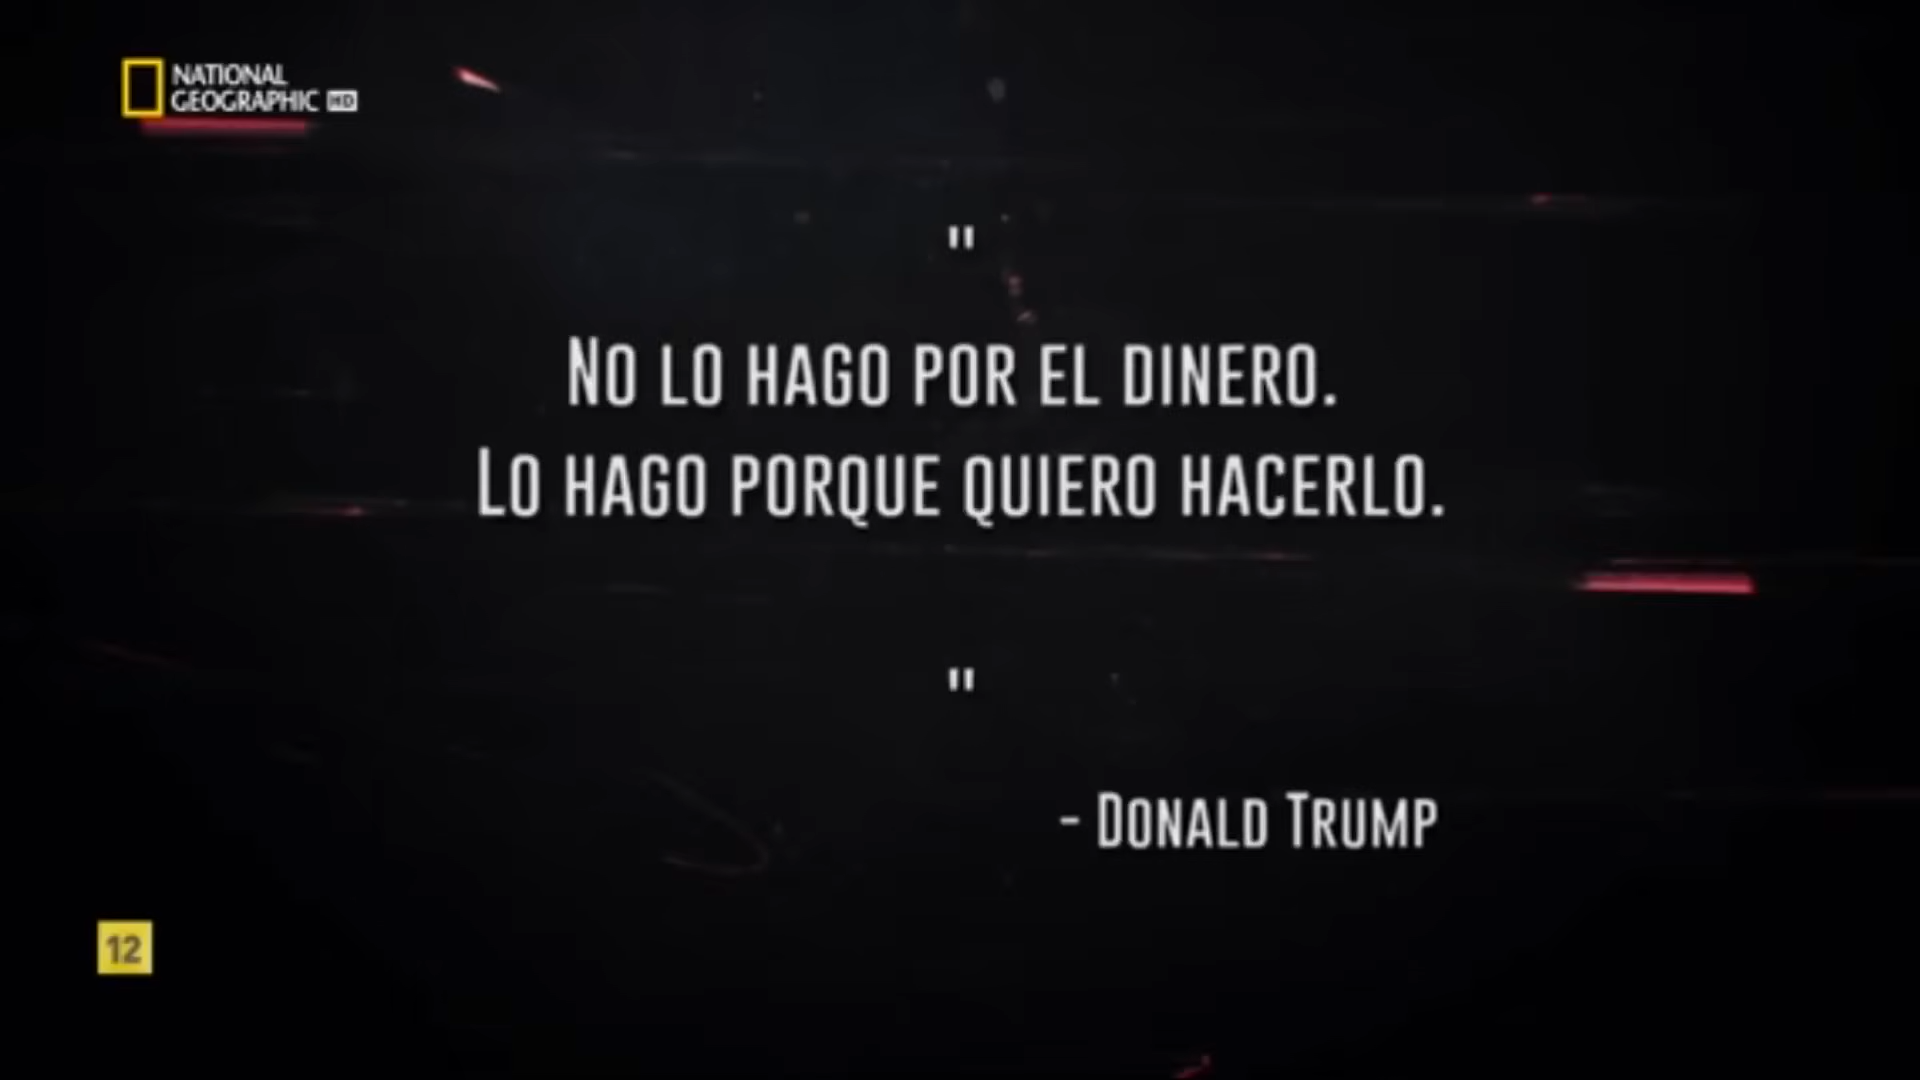 NATIONAL
GEOGRAPHIC HD
"
NO LO HAGO POR EL DINERO.
LO HAGO PORQUE QUIERO HACERLO.
"
- DONALD TRUMP
12